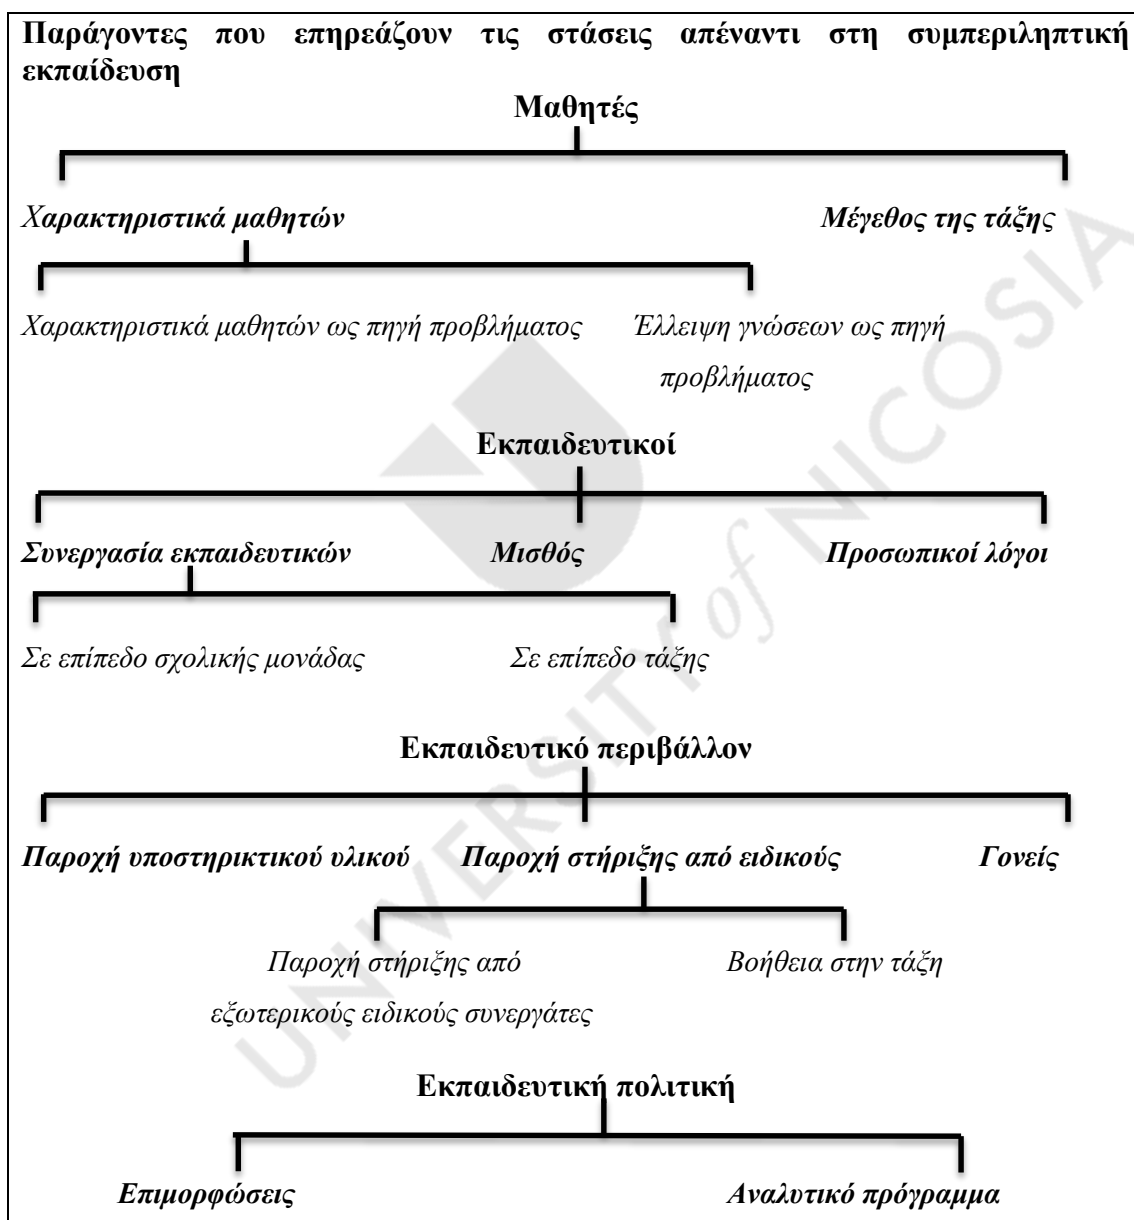 Παράγοντες που επηρεάζουν τις στάσεις απέναντι στη συμπεριληπτική
εκπαίδευση
Μαθητές
Χαρακτηριστικά μαθητών Μέγεθος της τάξης
Χαρακτηριστικά μαθητών ως πηγή προβλήματος Έλλειψη γνώσεων ως πηγή
προβλήματος
Εκπαιδευτικοί
Συνεργασία εκπαιδευτικών Μισθός Προσωπικοί λόγοι
Σε επίπεδο σχολικής μονάδας Σε επίπεδο τάξης
Εκπαιδευτικό περιβάλλον
Παροχή υποστηρικτικού υλικού Παροχή στήριξης από ειδικούς Γονείς
Παροχή στήριξης από Βοήθεια στην τάξη
εξωτερικούς ειδικούς συνεργάτες
Εκπαιδευτική πολιτική
Επιμορφώσεις Αναλυτικό πρόγραμμα
UNIVERSITY of NICOSIA